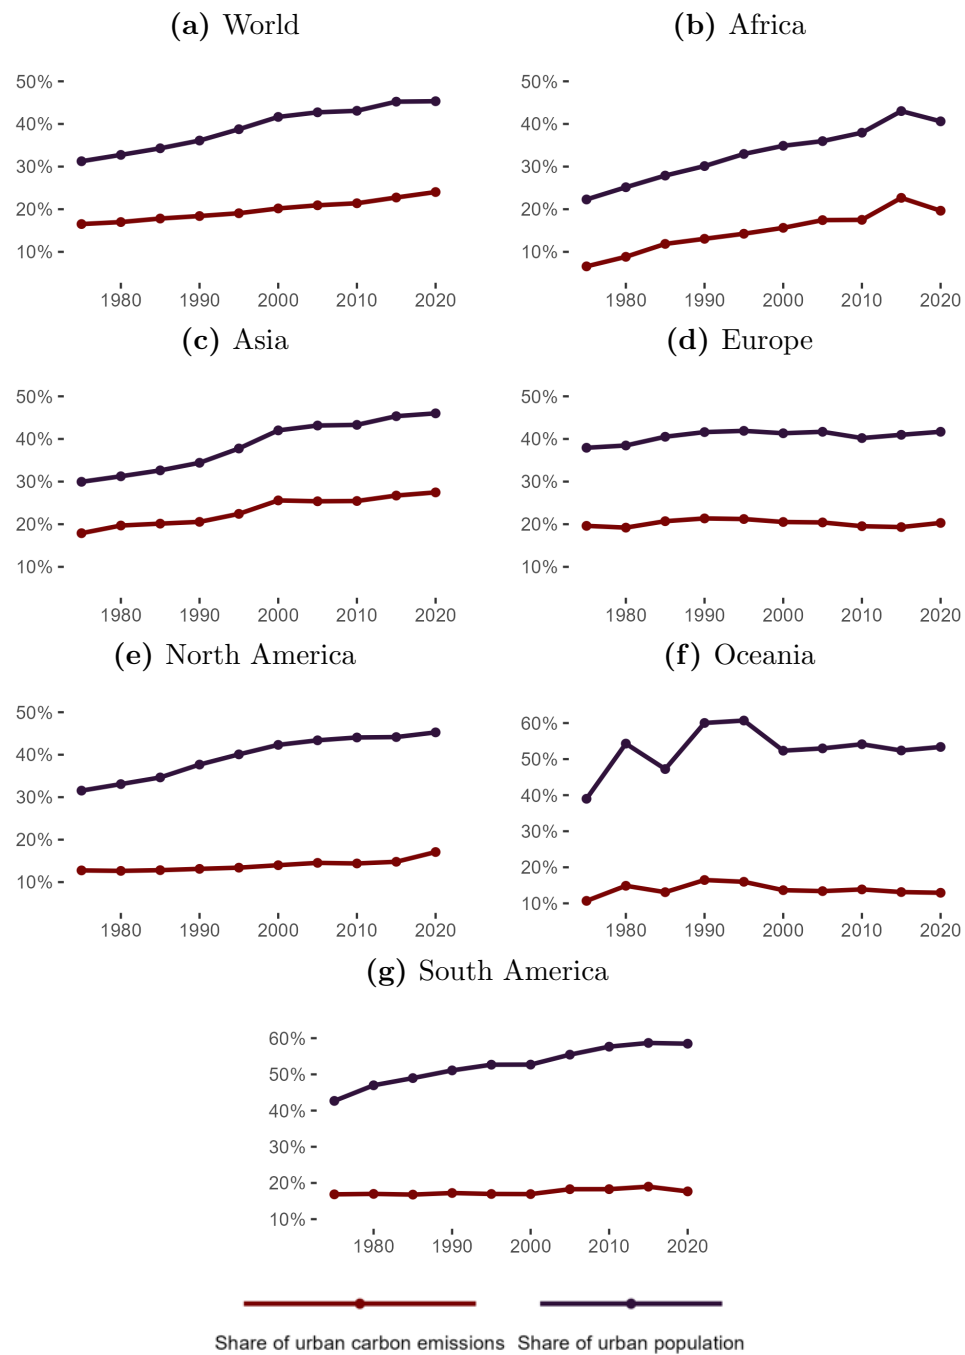 (a) World
50%
40%
30%
20%
10%
1980 1990 2000 2010 2020
(b) Africa
50%
40%
30%
20%
10%
1980 1990 2000 2010 2020
(c) Asia
50%
40%
30%
20%
10%
1980 1990 2000 2010 2020
(d) Europe
50%
40%
30%
20%
10%
1980 1990 2000 2010 2020
(e) North America
50%
40%
30%
20%
10%
1980 1990 2000 2010 2020
(f) Oceania
60%
50%
40%
30%
20%
10%
1980 1990 2000 2010 2020
(g) South America
60%
50%
40%
30%
20%
10%
1980 1990 2000 2010 2020
Share of urban carbon emissions Share of urban population